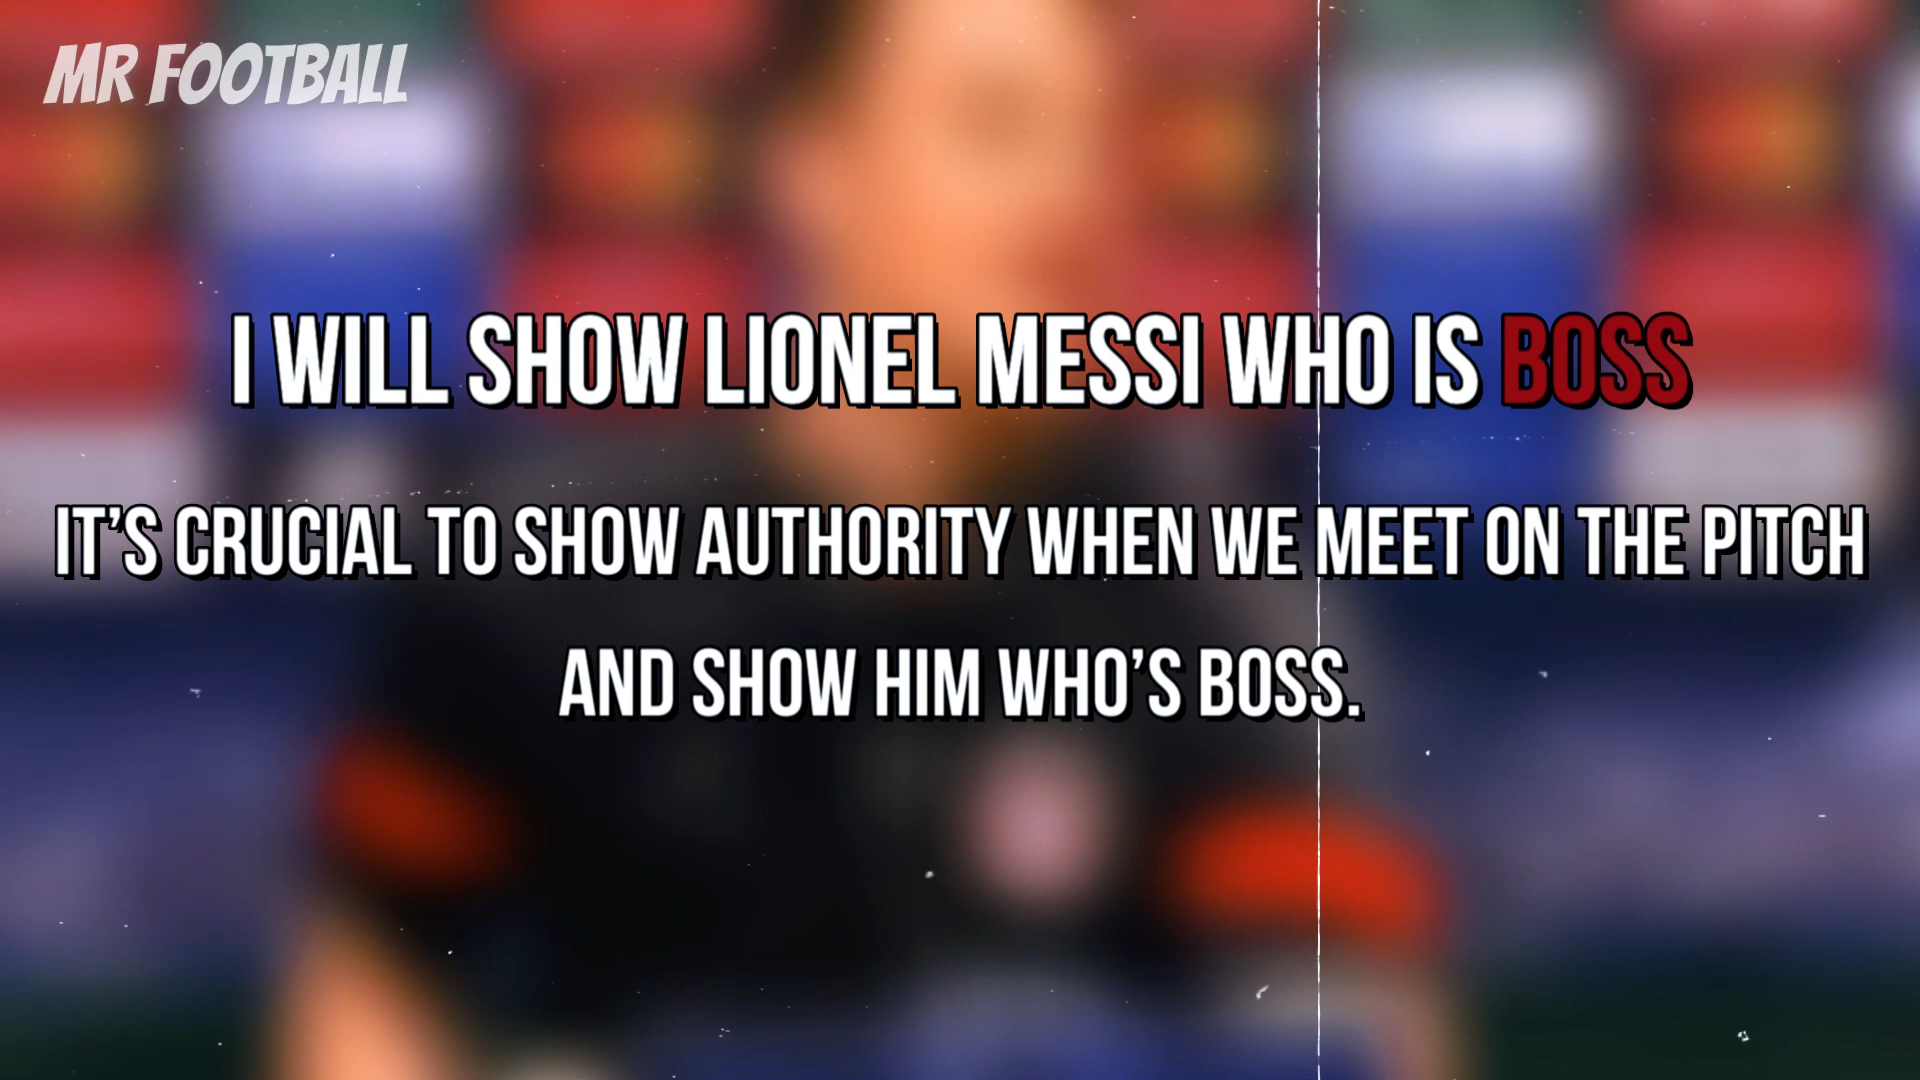 MR FOOTBALL
I WILL SHOW LIONEL MESSI WHO IS BOSS
IT'S CRUCIAL TO SHOW AUTHORITY WHEN WE MEET ON THE PITCH
AND SHOW HIM WHO'S BOSS.